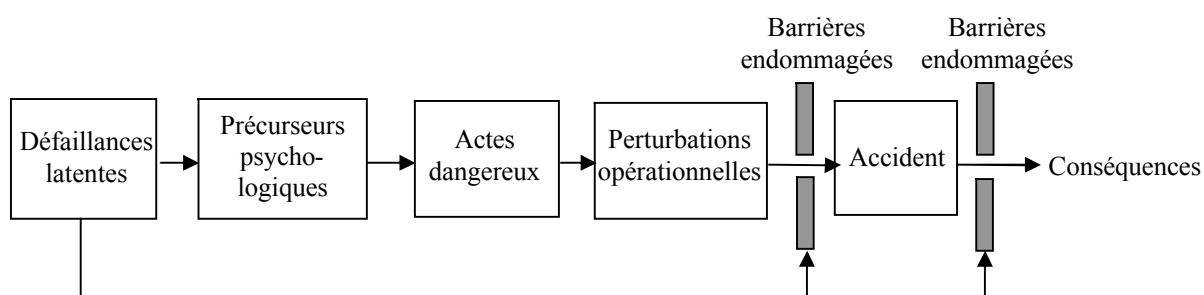 Barrières
endommagées
Barrières
endommagées
Défaillances
latentes
Précurseurs
psycho-
logiques
Actes
dangereux
Perturbations
opérationnelles
Accident
Conséquences